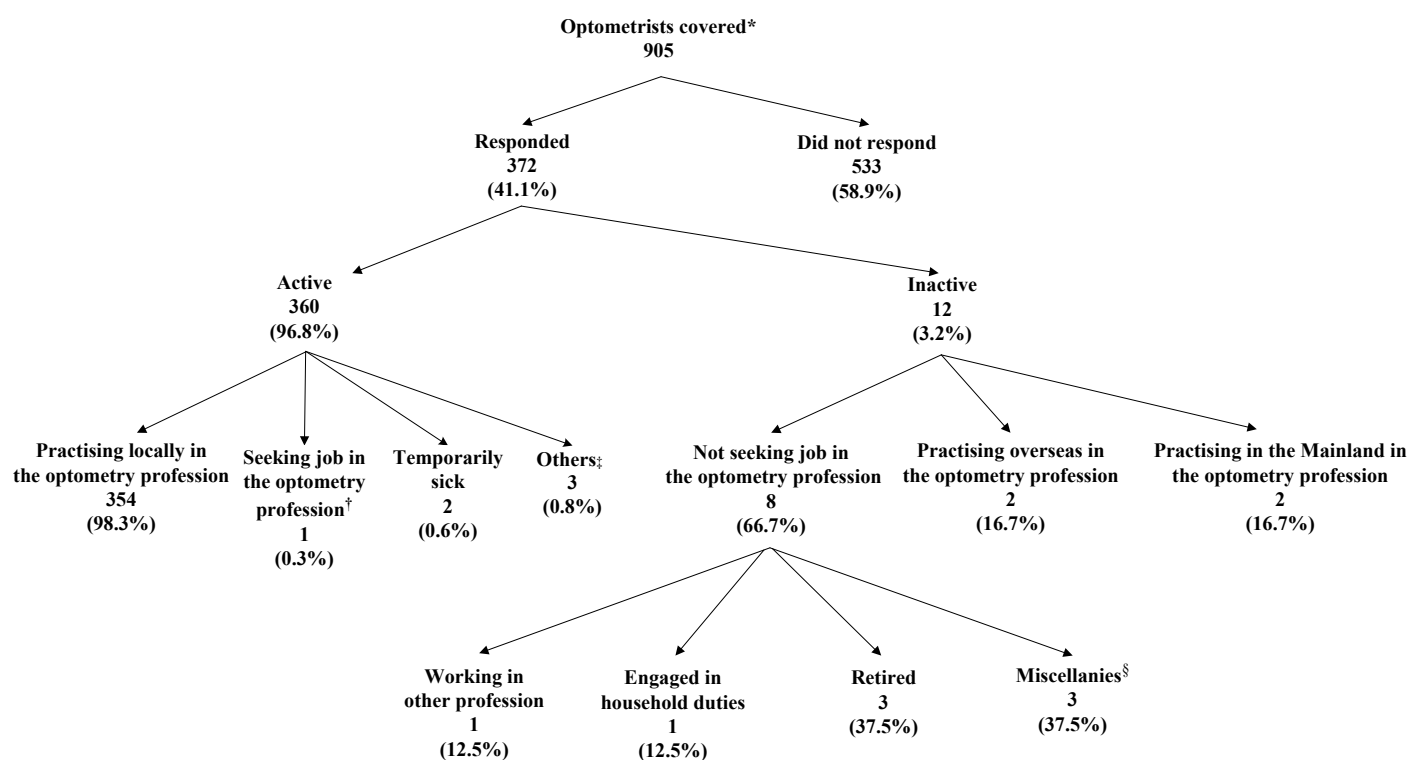 Optometrists covered*
905
Responded
372
(41.1%)
Did not respond
533
(58.9%)
Active
360
(96.8%)
Inactive
12
(3.2%)
Practising locally in
the optometry profession
354
(98.3%)
Seeking job in
the optometry
profession†
1
(0.3%)
Temporarily
sick
2
(0.6%)
Others‡
3
(0.8%)
Not seeking job in
the optometry profession
8
(66.7%)
Practising overseas in
the optometry profession
2
(16.7%)
Practising in the Mainland in
the optometry profession
2
(16.7%)
Working in
other profession
1
(12.5%)
Engaged in
household duties
1
(12.5%)
Retired
3
(37.5%)
Miscellanies§
3
(37.5%)